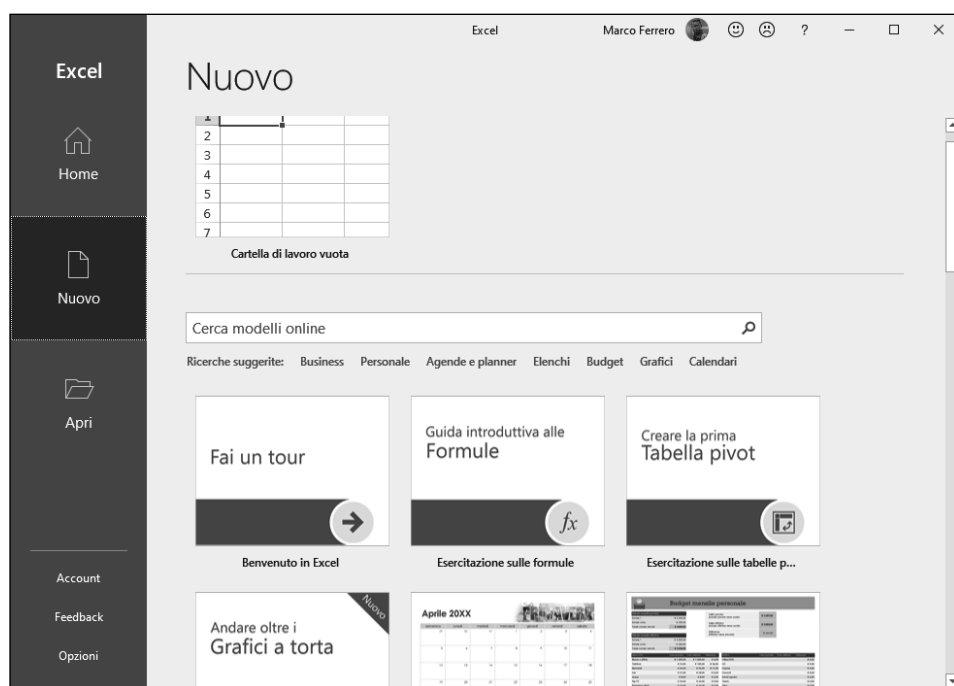 Excel
Marco Ferrero
?
Excel
Nuovo
Home
Nuovo
Apri
Account
Feedback
Opzioni
1
2
3
4
5
6
7
Cartella di lavoro vuota
Cerca modelli online
Ricerche suggerite: Business Personale Agende e planner Elenchi Budget Grafici Calendari
Fai un tour
Benvenuto in Excel
Guida introduttiva alle
Formule
fx
Esercitazione sulle formule
Creare la prima
Tabella pivot
Esercitazione sulle tabelle p...
Nuovo
Andare oltre i
Grafici a torta
Aprile 20XX
Budget mensile personale